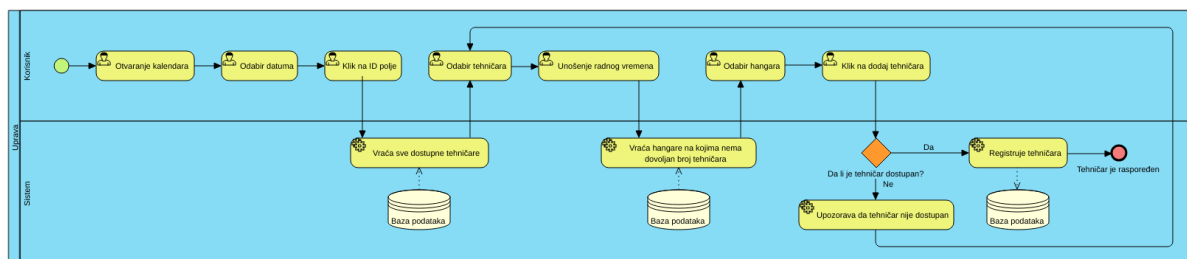 Uprava
Korisnik
Otvaranje kalendara
Odabir datuma
Klik na ID polje
Odabir tehničara
Unošenje radnog vremena
Odabir hangara
Klik na dodaj tehničara
Sistem
Vraća sve dostupne tehničare
Baza podataka
Vraća hangare na kojima nema
dovoljan broj tehničara
Baza podataka
Da li je tehničar dostupan?
Da
Ne
Registruje tehničara
Baza podataka
Tehničar je raspoređen
Upozorava da tehničar nije dostupan